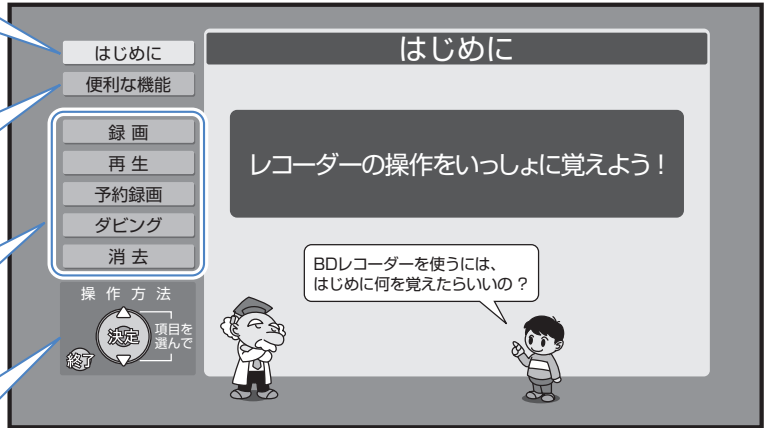 はじめに
便利な機能
録 画
再 生
予約録画
ダビング
消 去
操 作 方 法
決定
項目を
選んで
終了
はじめに
レコーダーの操作をいっしょに覚えよう！
BDレコーダーを使うには、
はじめに何を覚えたらいいの？